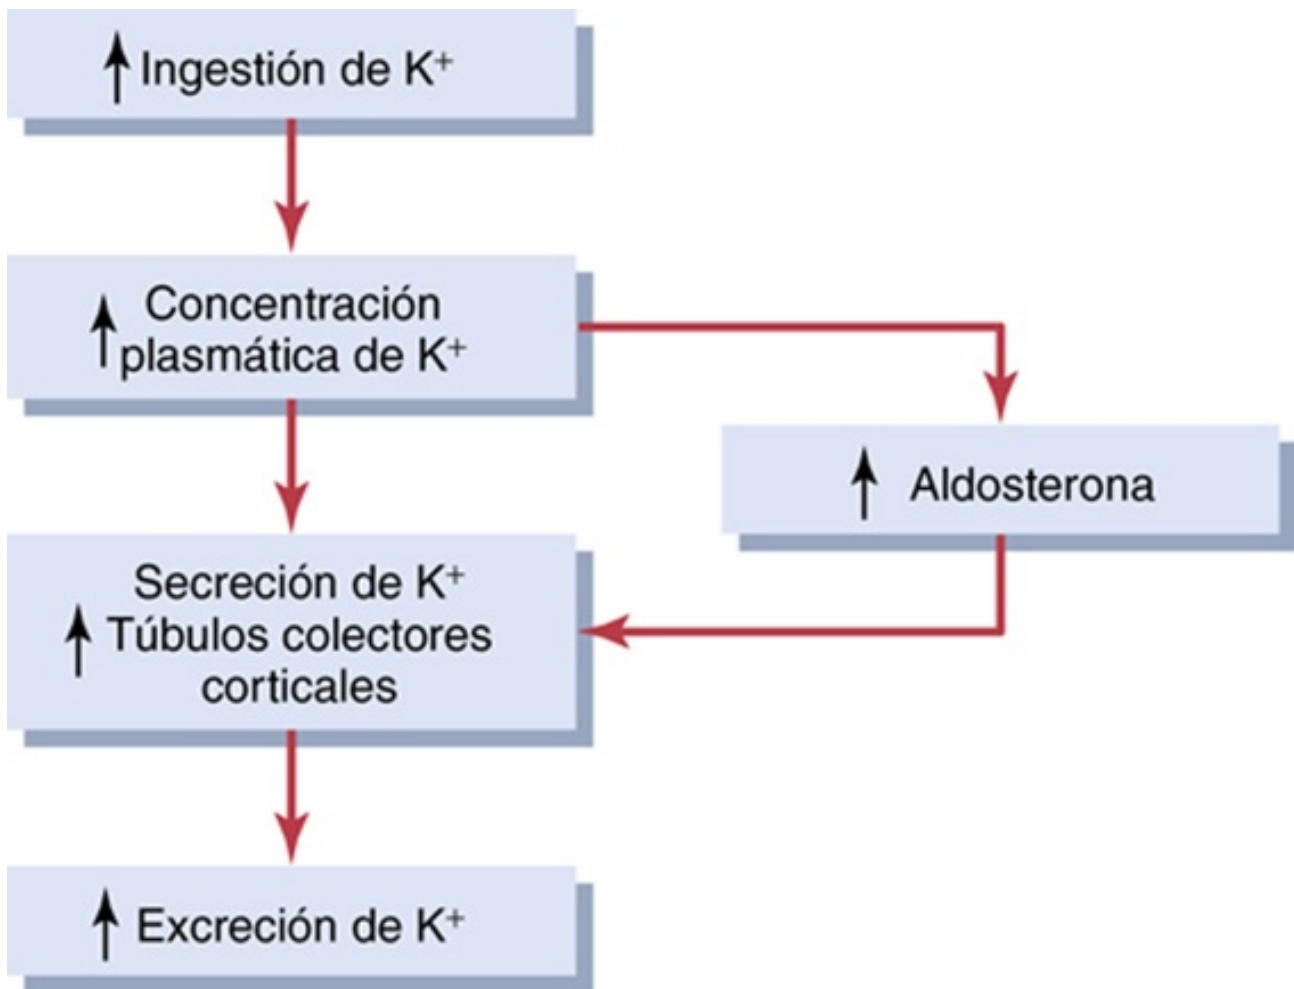 ↑ Ingestión de K⁺
Concentración
↑ plasmática de K⁺
↑ Aldosterona
Secreción de K⁺
↑ Túbulos colectores
corticales
↑ Excreción de K⁺